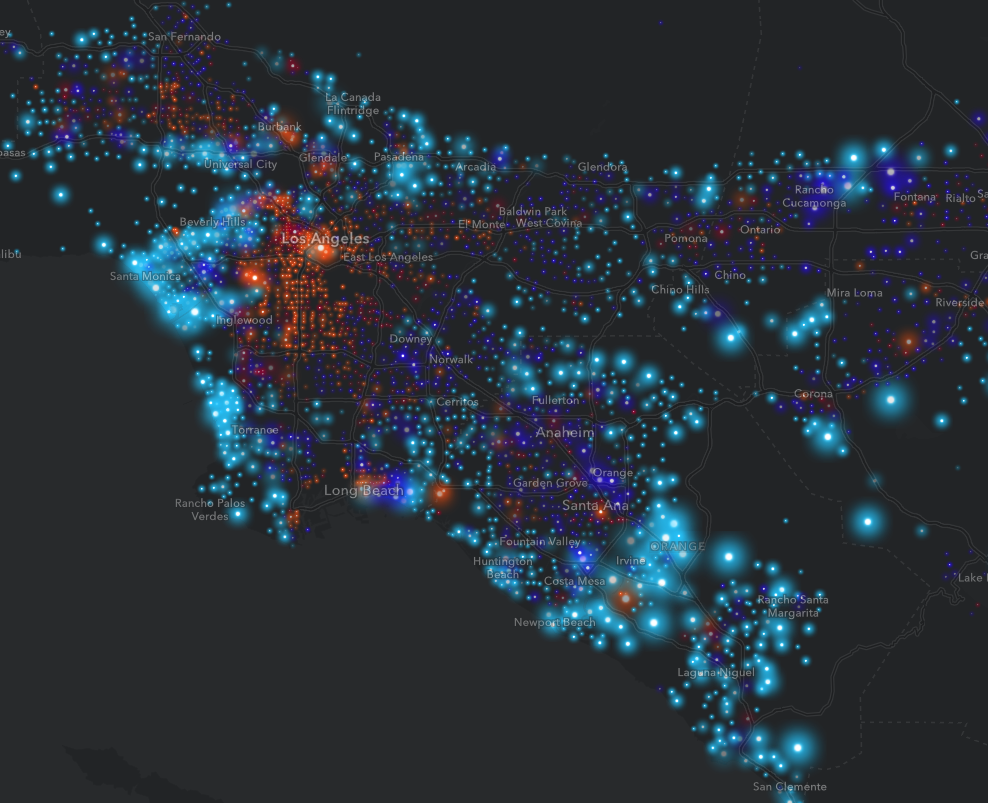 San Fernando
La Canada
Flintridge
Burbank
Glendale
Pasadena
Universal City
Arcadia
Glendora
Rancho
Cucamonga
Fontana
Rialto
Beverly Hills
Baldwin Park
El Monte
West Covina
Los Angeles
Pomona
Ontario
East Los Angeles
Santa Monica
Chino
Chino Hills
Mira Loma
Riverside
Inglewood
Downey
Norwalk
Corona
Cerritos
Fullerton
Torrance
Anaheim
Orange
Long Beach
Garden Grove
Rancho Palos
Verdes
Santa Ana
Fountain Valley
ORANGE
Huntington
Beach
Irvine
Costa Mesa
Lake
Rancho Santa
Margarita
Newport Beach
Laguna Niguel
San Clemente